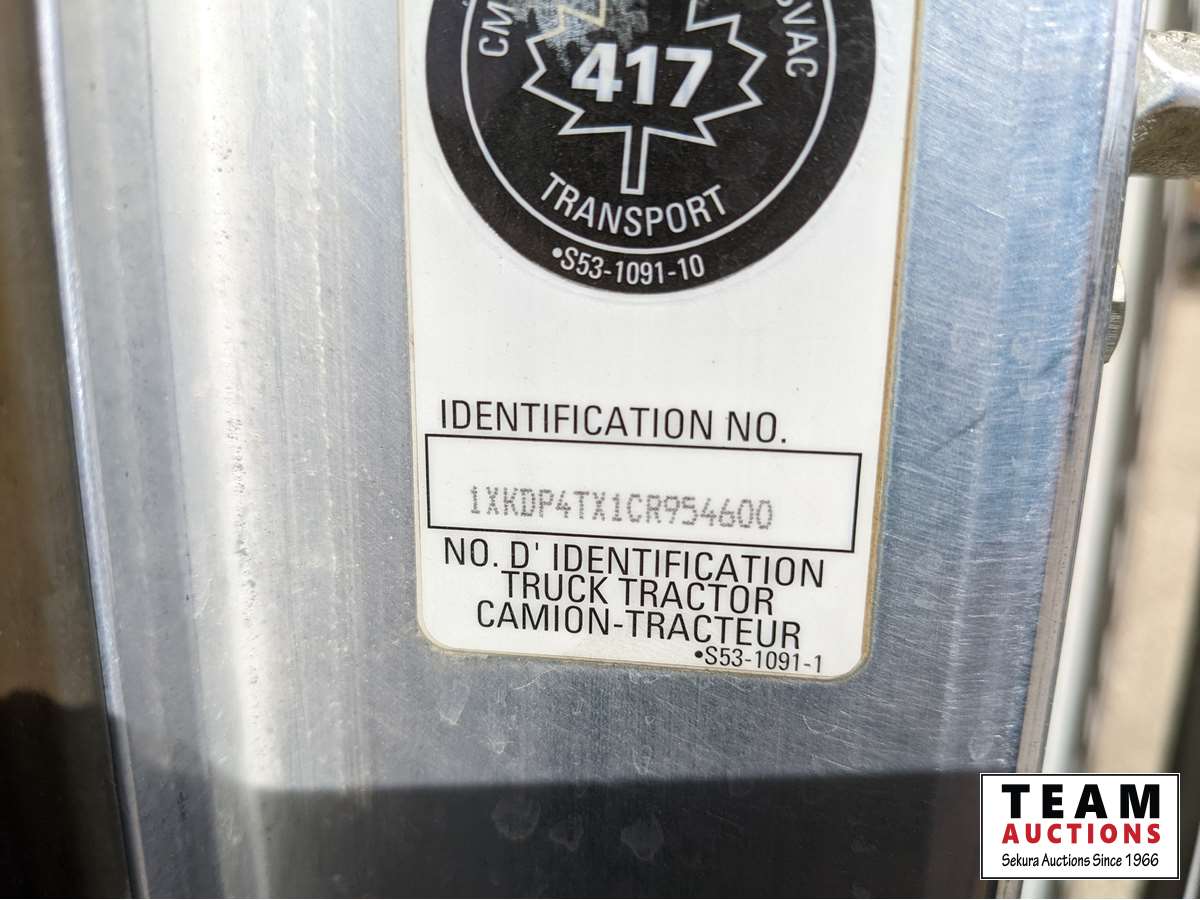 CM
SVAC
417
TRANSPORT
•S53-1091-10
IDENTIFICATION NO.
1XKDP4TX1CR954600
NO. D' IDENTIFICATION
TRUCK TRACTOR
CAMION-TRACTEUR
•S53-1091-1
TEAM
AUCTIONS
Sekura Auctions Since 1966